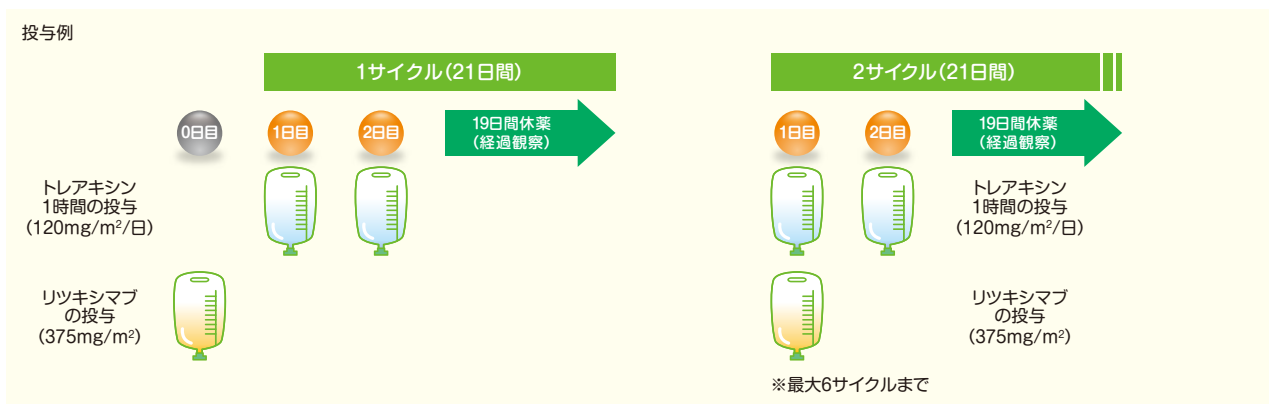 投与例
1サイクル(21日間)
2サイクル(21日間)
0日目
1日目
2日目
19日間休薬
(経過観察)
1日目
2日目
19日間休薬
(経過観察)
トレアキシン
1時間の投与
(120mg/m²/日)
トレアキシン
1時間の投与
(120mg/m²/日)
リツキシマブ
の投与
(375mg/m²)
リツキシマブ
の投与
(375mg/m²)
※最大6サイクルまで